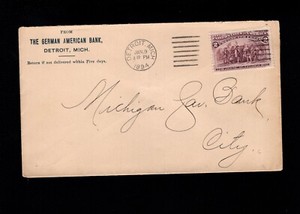 FROM
THE GERMAN AMERICAN BANK,
DETROIT, MICH.
Return if not delivered within Five days.
DETROIT, MICH.
1894
Michigan Sav. Bank
City.